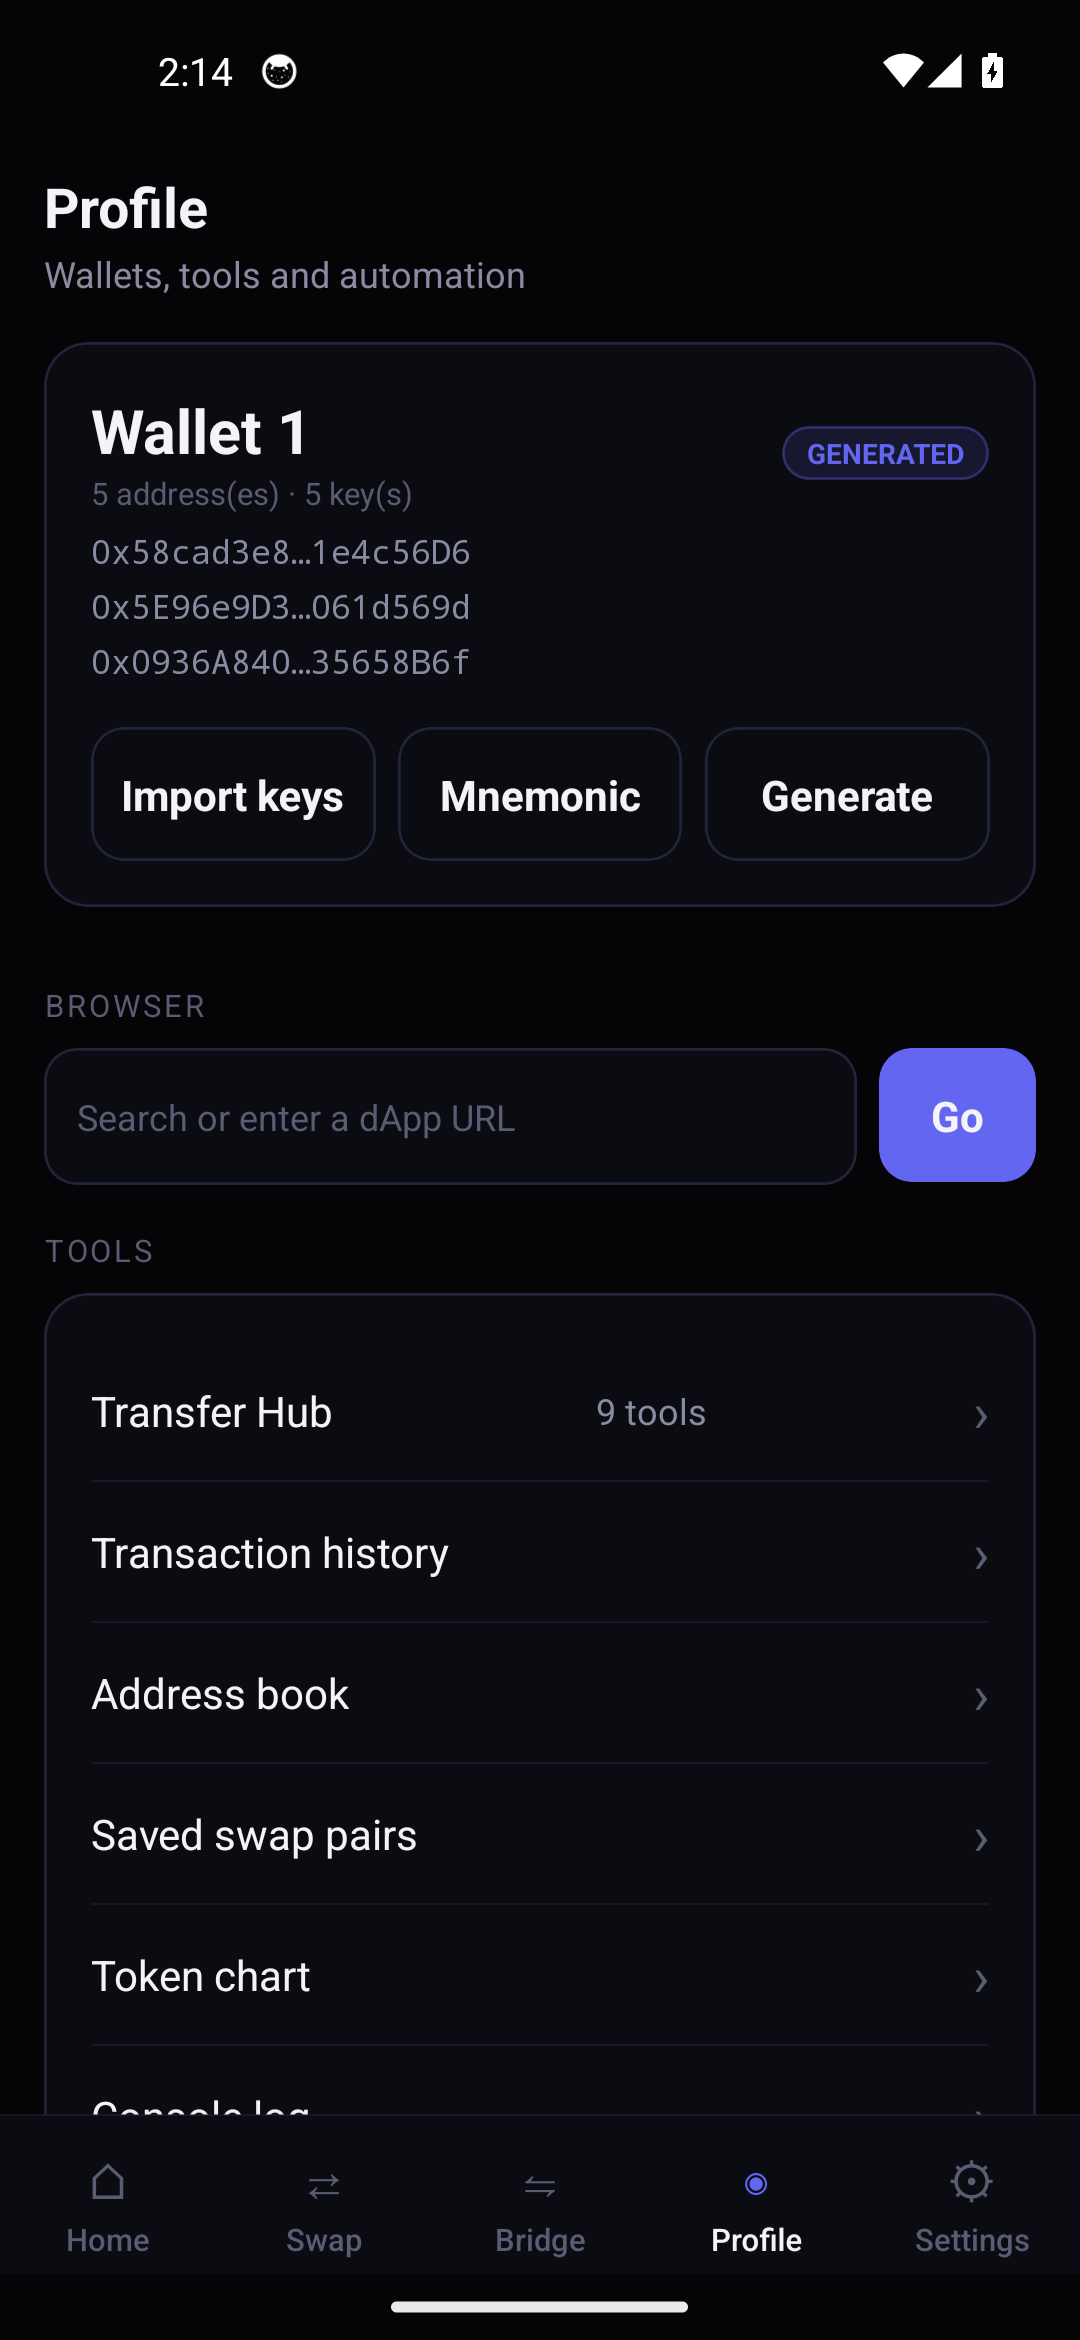 2:14
Profile
Wallets, tools and automation
Wallet 1
GENERATED
5 address(es) · 5 key(s)
0x58cad3e8…1e4c56D6
0x5E96e9D3…061d569d
0x0936A840…35658B6f
Import keys
Mnemonic
Generate
BROWSER
Search or enter a dApp URL
Go
TOOLS
Transfer Hub
9 tools
Transaction history
Address book
Saved swap pairs
Token chart
Console log
Home
Swap
Bridge
Profile
Settings